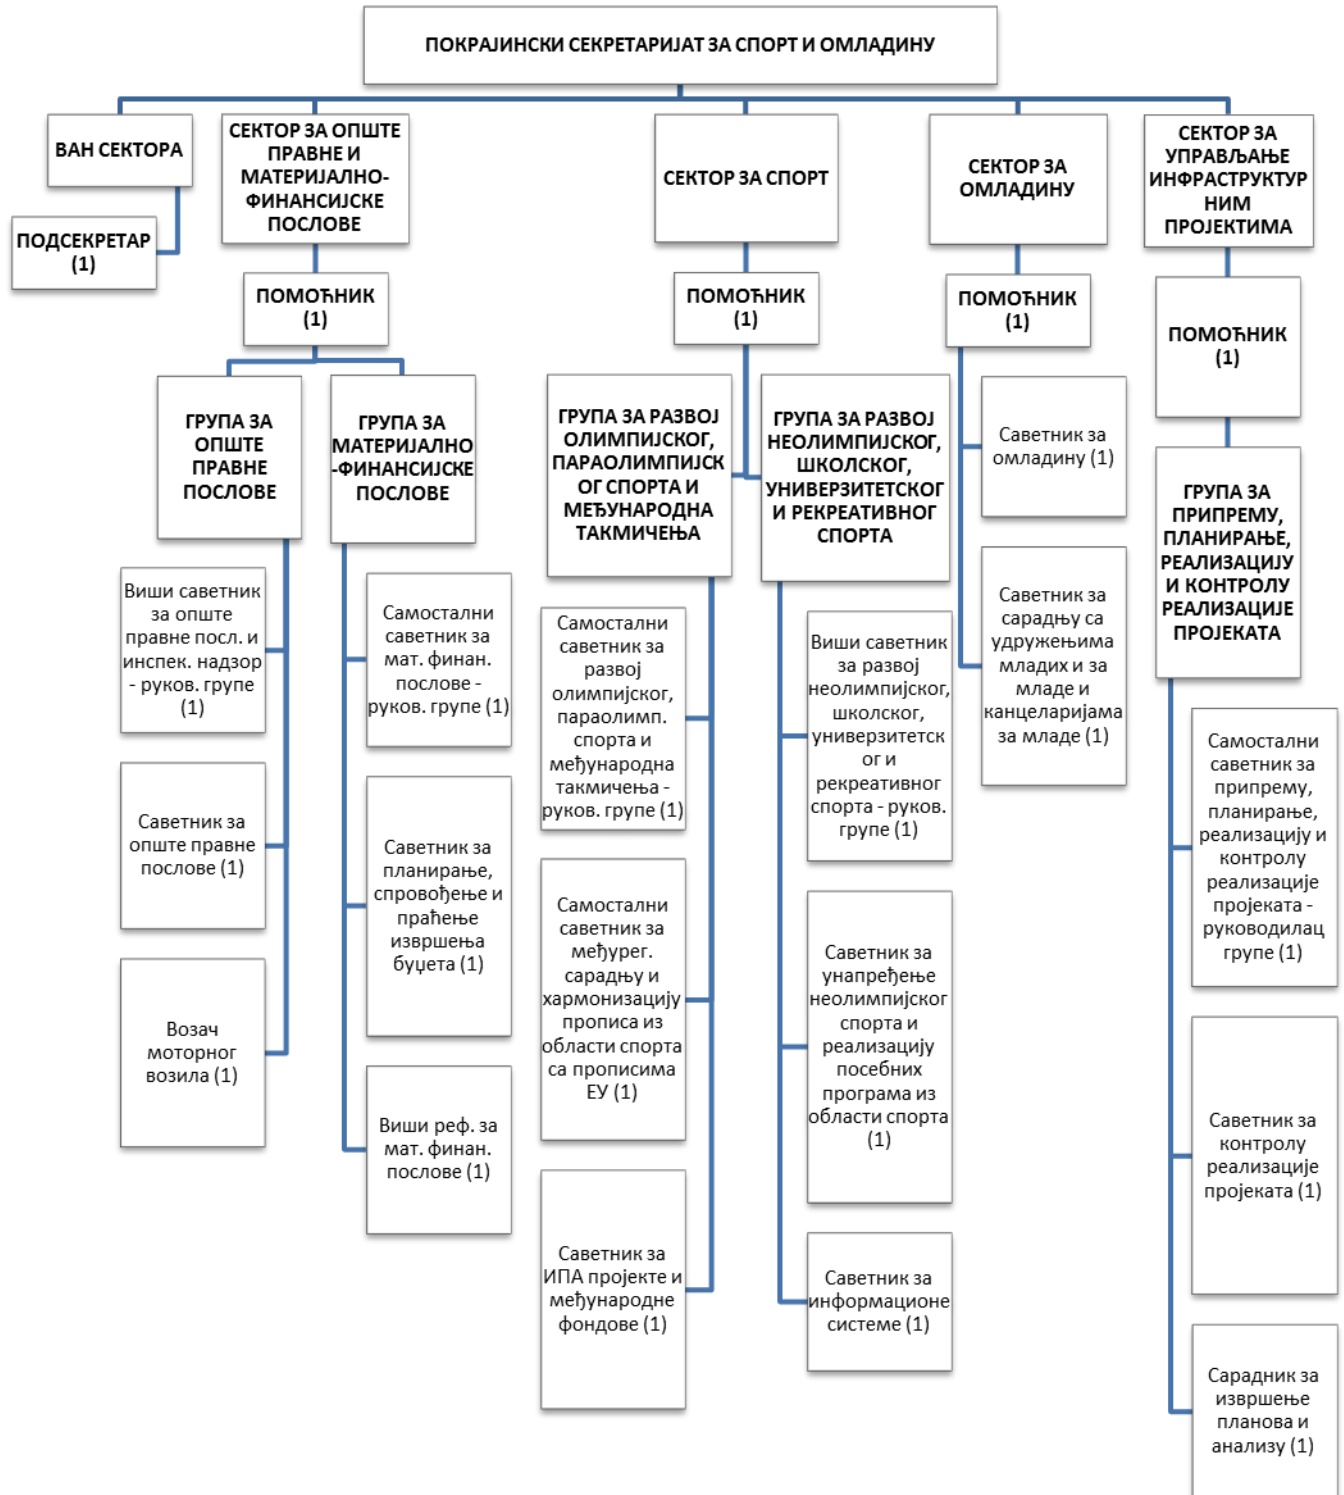 ПОКРАЈИНСКИ СЕКРЕТАРИЈАТ ЗА СПОРТ И ОМЛАДИНУ
ВАН СЕКТОРА
ПОДСЕКРЕТАР
(1)
СЕКТОР ЗА ОПШТЕ
ПРАВНЕ И
МАТЕРИЈАЛНО-
ФИНАНСИЈСКЕ
ПОСЛОВЕ
ПОМОЋНИК
(1)
ГРУПА ЗА
ОПШТЕ
ПРАВНЕ
ПОСЛОВЕ
Виши саветник
за опште
правне посл. и
инспек. надзор
- руков. групе
(1)
Саветник за
опште правне
послове (1)
Возач
моторног
возила (1)
ГРУПА ЗА
МАТЕРИЈАЛНО
-ФИНАНСИЈСКЕ
ПОСЛОВЕ
Самостални
саветник за
мат. финан.
послове -
руков. групе (1)
Саветник за
планирање,
спровођење и
праћење
извршења
буџета (1)
Виши реф. за
мат. финан.
послове (1)
СЕКТОР ЗА СПОРТ
ПОМОЋНИК
(1)
ГРУПА ЗА РАЗВОЈ
ОЛИМПИЈСКОГ,
ПАРАОЛИМПИЈСК
ОГ СПОРТА И
МЕЂУНАРОДНА
ТАКМИЧЕЊА
Самостални
саветник за
развој
олимпијског,
параолимп.
спорта и
међународна
такмичења -
руков. групе (1)
Самостални
саветник за
међурег.
сарадњу и
хармонизацију
прописа из
области спорта
са прописима
ЕУ (1)
Саветник за
ИПА пројекте и
међународне
фондове (1)
ГРУПА ЗА РАЗВОЈ
НЕОЛИМПИЈСКОГ,
ШКОЛСКОГ,
УНИВЕРЗИТЕТСКОГ
И РЕКРЕАТИВНОГ
СПОРТА
Виши саветник
за развој
неолимпијског,
школског,
универзитетск
ог и
рекреативног
спорта - руков.
групе (1)
Саветник за
унапређење
неолимпијског
спорта и
реализацију
посебних
програма из
области спорта
(1)
Саветник за
информационе
системе (1)
СЕКТОР ЗА
ОМЛАДИНУ
ПОМОЋНИК
(1)
Саветник за
омладину (1)
Саветник за
сарадњу са
удружењима
младих и за
младе и
канцеларијама
за младе (1)
СЕКТОР ЗА
УПРАВЉАЊЕ
ИНФРАСТРУКТУР
НИМ
ПРОЈЕКТИМА
ПОМОЋНИК
(1)
ГРУПА ЗА
ПРИПРЕМУ,
ПЛАНИРАЊЕ,
РЕАЛИЗАЦИЈУ
И КОНТРОЛУ
РЕАЛИЗАЦИЈЕ
ПРОЈЕКАТА
Самостални
саветник за
припрему,
планирање,
реализацију и
контролу
реализације
пројеката -
руководилац
групе (1)
Саветник за
контролу
реализације
пројеката (1)
Сарадник за
извршење
планова и
анализу (1)